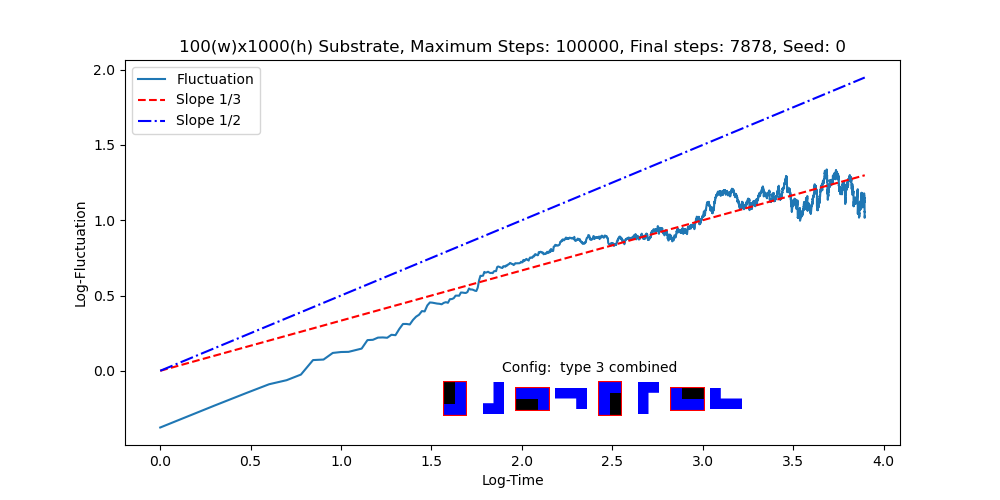 100(w)x1000(h) Substrate, Maximum Steps: 100000, Final steps: 7878, Seed: 0
2.0
1.5
1.0
0.5
0.0
Log-Fluctuation
Fluctuation
Slope 1/3
Slope 1/2
Config:  type 3 combined
0.0 0.5 1.0 1.5 2.0 2.5 3.0 3.5 4.0
Log-Time